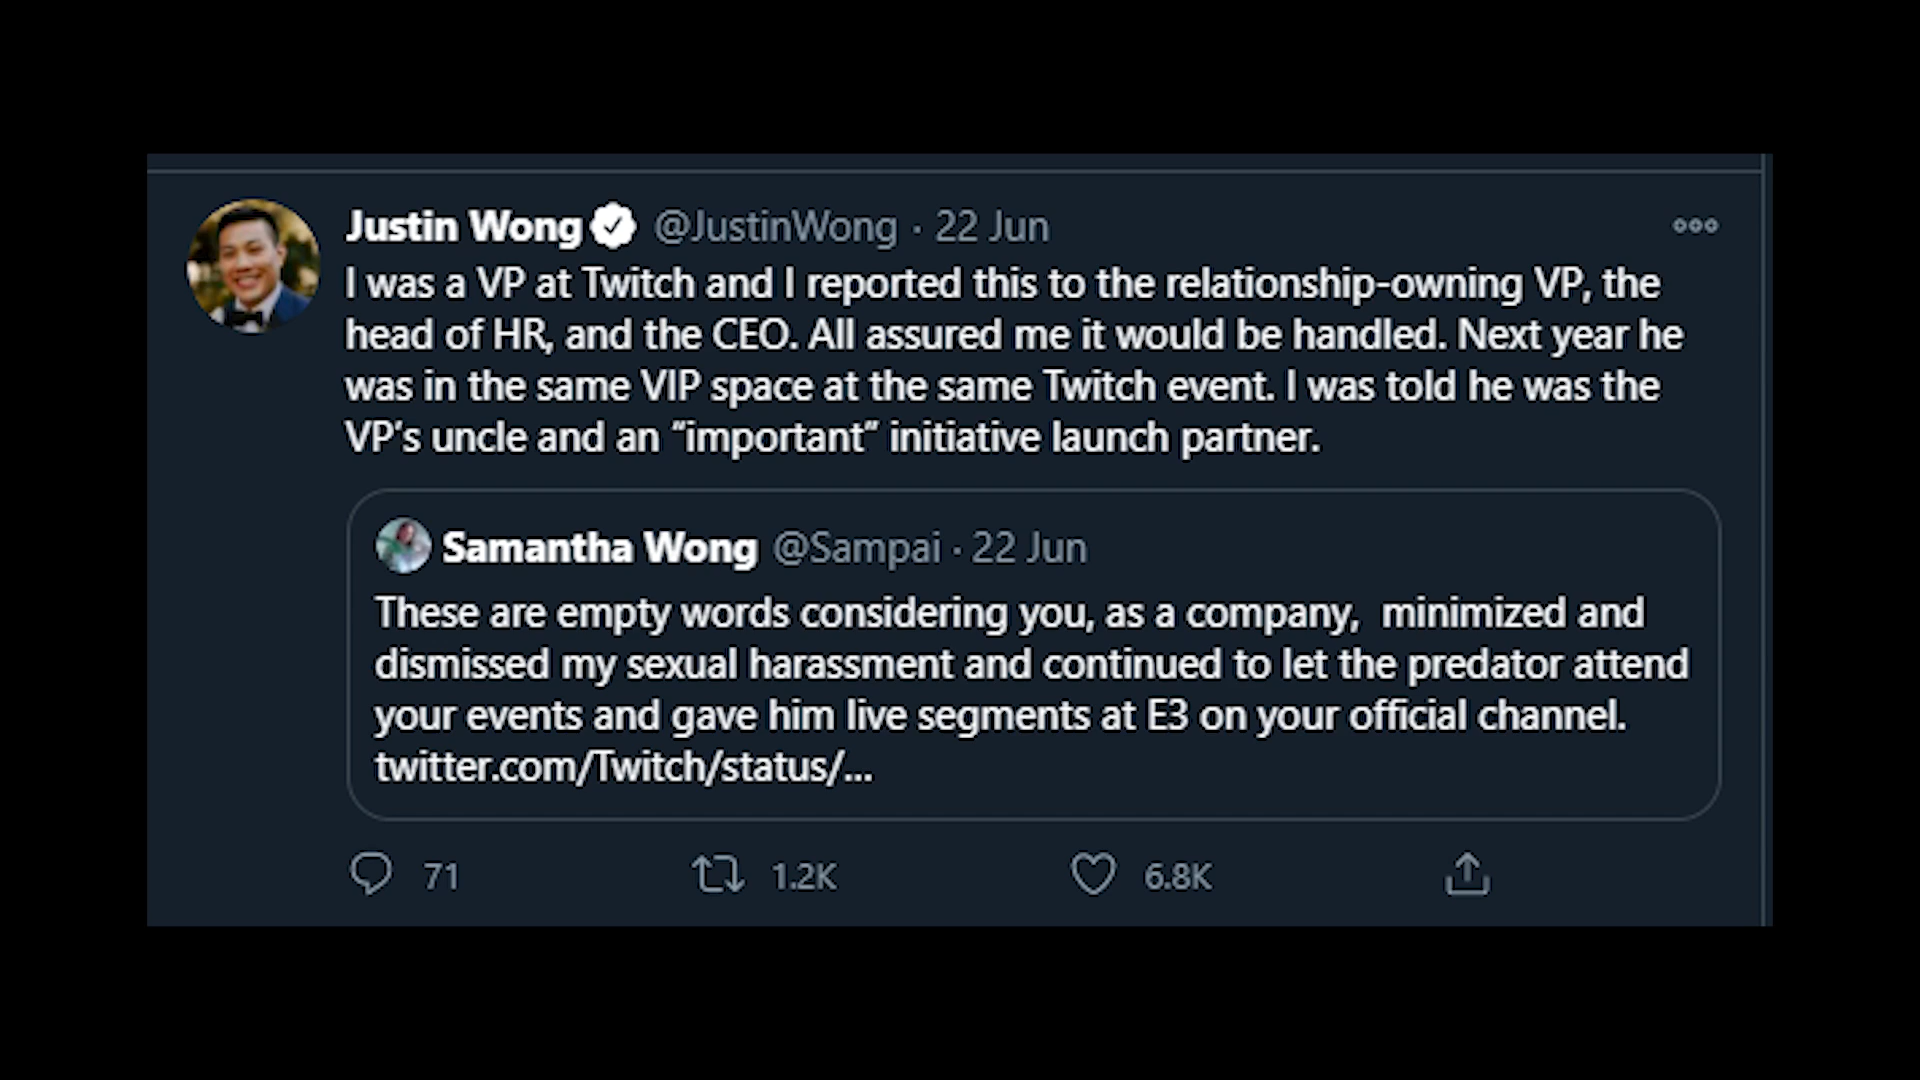 Justin Wong @JustinWong · 22 Jun
I was a VP at Twitch and I reported this to the relationship-owning VP, the
head of HR, and the CEO. All assured me it would be handled. Next year he
was in the same VIP space at the same Twitch event. I was told he was the
VP’s uncle and an “important” initiative launch partner.
Samantha Wong @Sampai · 22 Jun
These are empty words considering you, as a company,  minimized and
dismissed my sexual harassment and continued to let the predator attend
your events and gave him live segments at E3 on your official channel.
twitter.com/Twitch/status/...
71 1.2K 6.8K